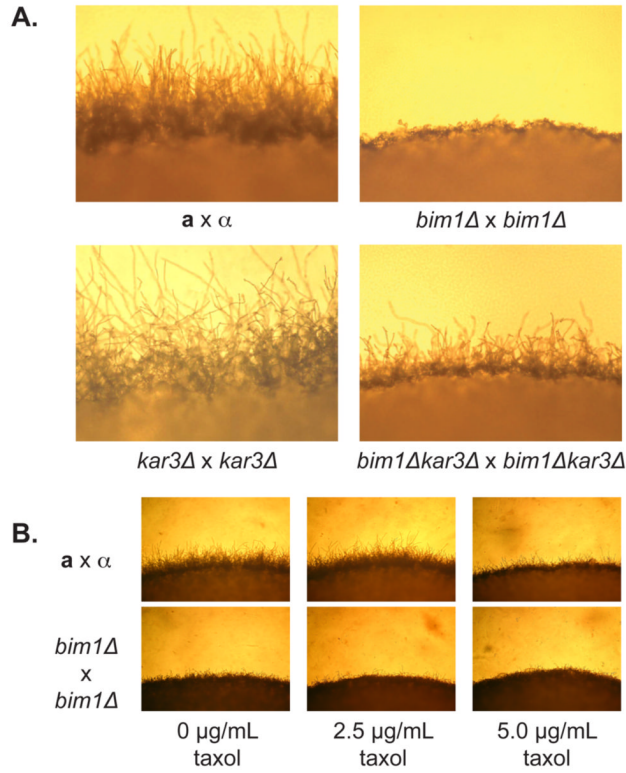 A.
a x α
bim1Δ x bim1Δ
kar3Δ x kar3Δ
bim1Δkar3Δ x bim1Δkar3Δ
B.
a x α
bim1Δ
x
bim1Δ
0 µg/mL
taxol
2.5 µg/mL
taxol
5.0 µg/mL
taxol